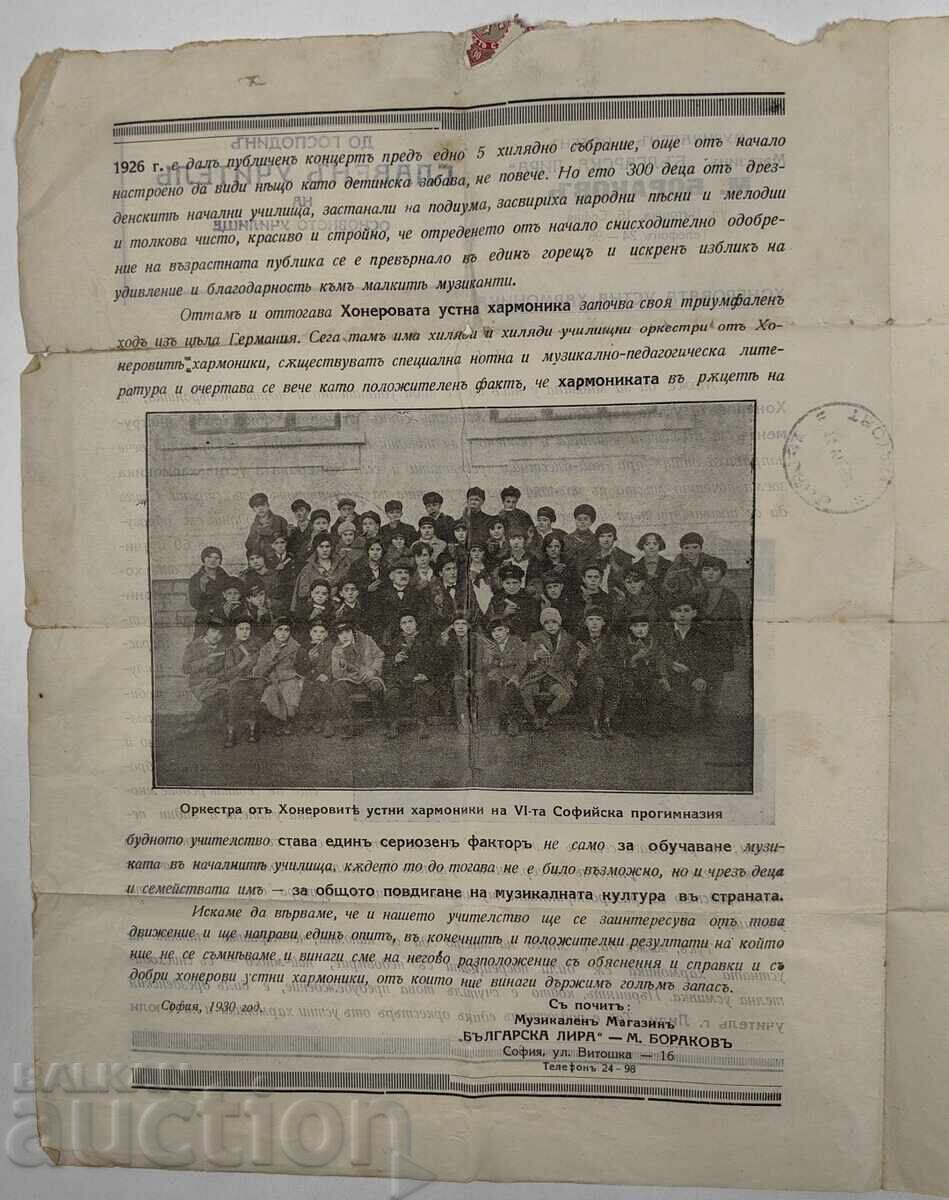 1926 г. е далъ публиченъ концертъ предъ едно 5 хилядно събрание, още отъ начало
настроено да види нѣщо като детинска забава, не повече. Но ето 300 деца отъ дрез-
денскитѣ начални училища, застанали на подиума, засвириха народни пѣсни и мелодии
и толкова чисто, красиво и стройно, че отреденето отъ начало снисходително одобре-
ние на възрастната публика се е превърнало въ единъ горещъ и искренъ изблик на
удивление и благодарность къмъ малкитѣ музиканти.
Оттамъ и оттогава Хонеровата устна хармоника започва своя триумфаленъ
ходъ изъ цѣла Германия. Сега тамъ има хиляди и хиляди училищни оркестри отъ Хо-
неровитѣ хармоники, сѫществуватъ специална нотна и музикално-педагогическа лите-
ратура и очертава се вече като положителенъ фактъ, че хармониката въ рѫцетѣ на
Оркестра отъ Хонеровитѣ устни хармоники на VI-та Софийска прогимназия
будното учителство става единъ сериозенъ факторъ не само за обучаване музи-
ката въ началнитѣ училища, кѫдето то до тогава не е било възможно, но и чрезъ деца
и семействата имъ — за общото повдигане на музикалната култура въ страната.
Искаме да вѣрваме, че и нашето учителство ще се заинтересува отъ това
движение и ще направи единъ опитъ, въ конечнитѣ и положителни резултати на който
ние не се съмнѣваме и винаги сме на негово разположение съ обяснения и справки и съ
добри хонерови устни хармоники, отъ които ние винаги държимъ голѣмъ запасъ.
София, 1930 год.
Съ почитъ:
Музикаленъ Магазинъ
„БЪЛГАРСКА ЛИРА“ — М. БОРАКОВЪ
София, ул. Витошка — 16
Телефонъ 24-98
BALKAN
auction